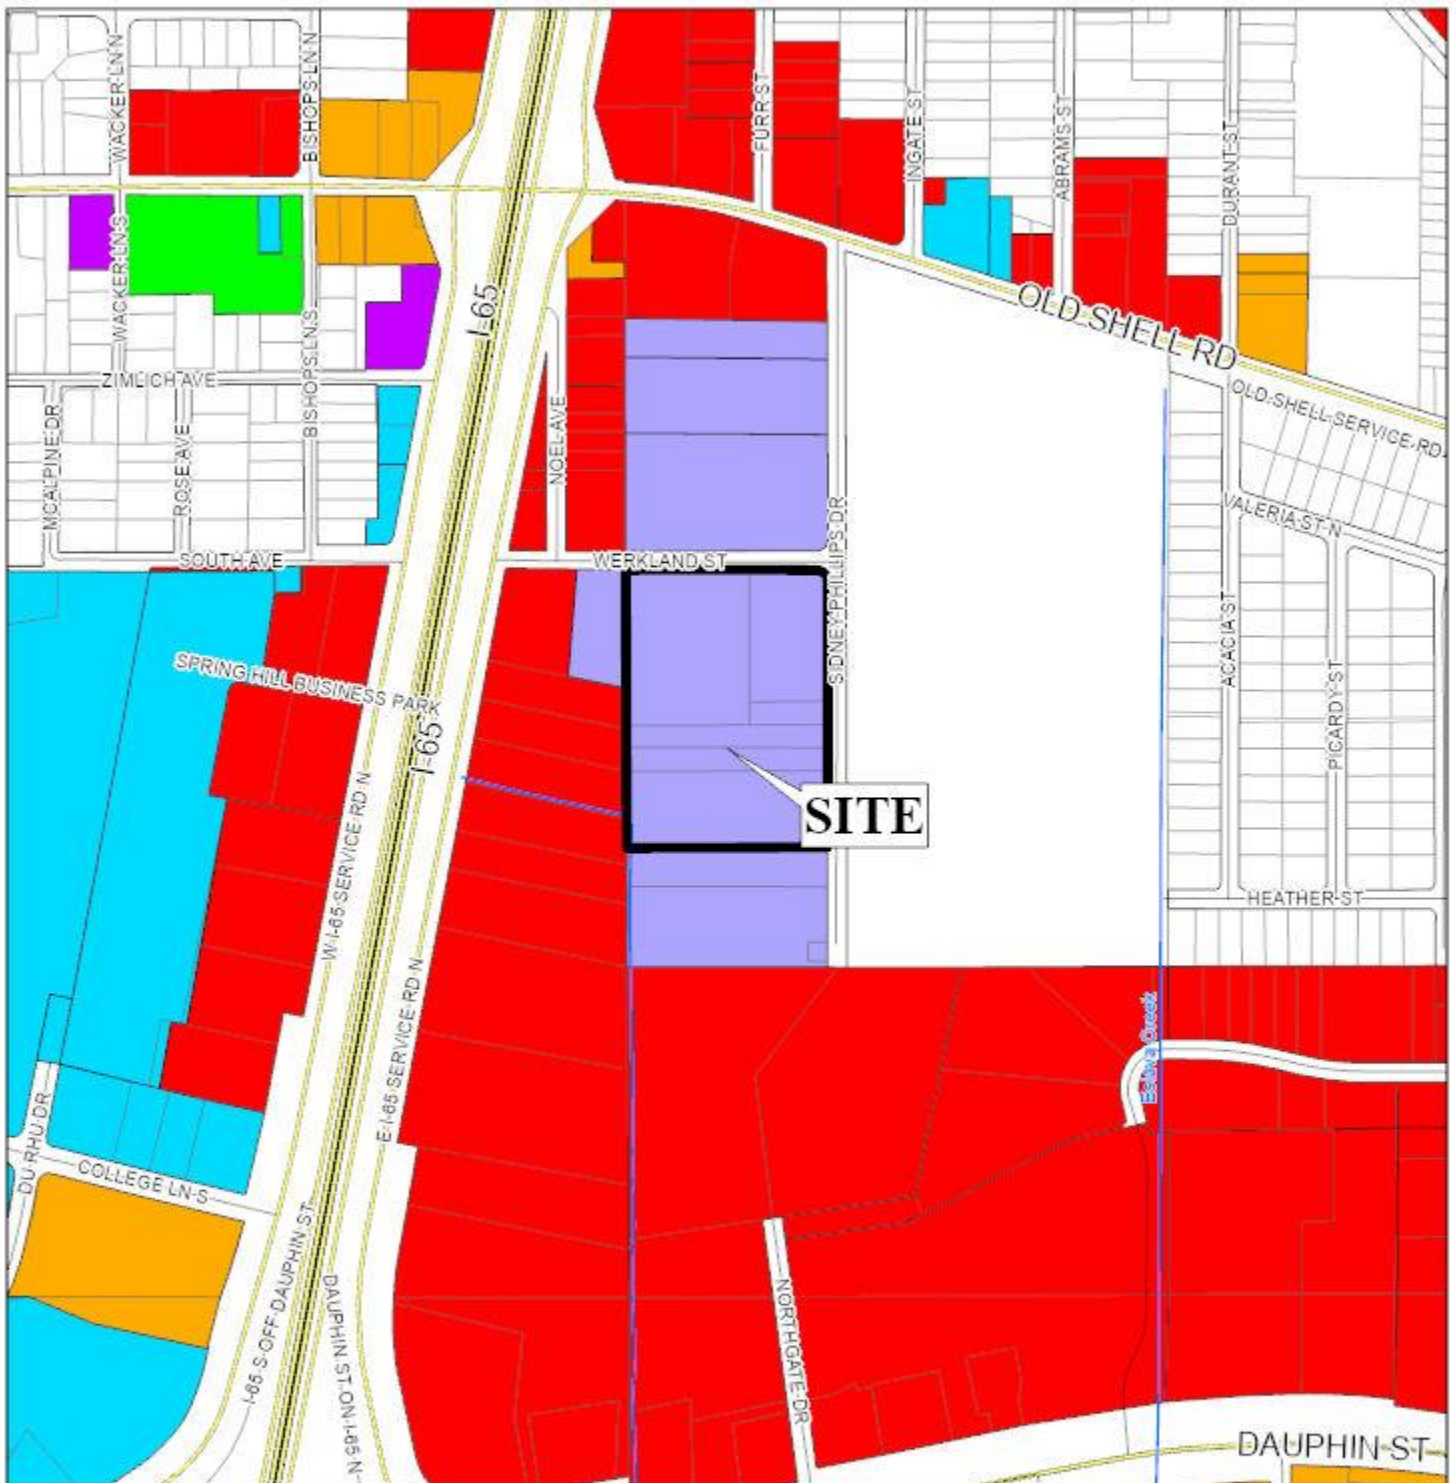 WACKER LN N
BISHOPS LN N
FURR ST
INGATE ST
ABRAMS ST
DURANT ST
WACKER LN S
BISHOPS LN S
I-65
OLD SHELL RD
OLD SHELL SERVICE RD
ZIMLICH AVE
MCALPINE DR
ROSE AVE
NOEL AVE
VALERIA ST N
SOUTH AVE
WERKLAND ST
SIDNEY PHILLIPS DR
ACACIA ST
PICARDY ST
SPRING HILL BUSINESS PARK
I-65
W I-65 SERVICE RD N
SITE
HEATHER ST
E I-65 SERVICE RD N
Eslava Creek
DU RHU DR
COLLEGE LN S
I-65 S OFF DAUPHIN ST
DAUPHIN ST ON I-65 N
NORTHGATE DR
DAUPHIN ST